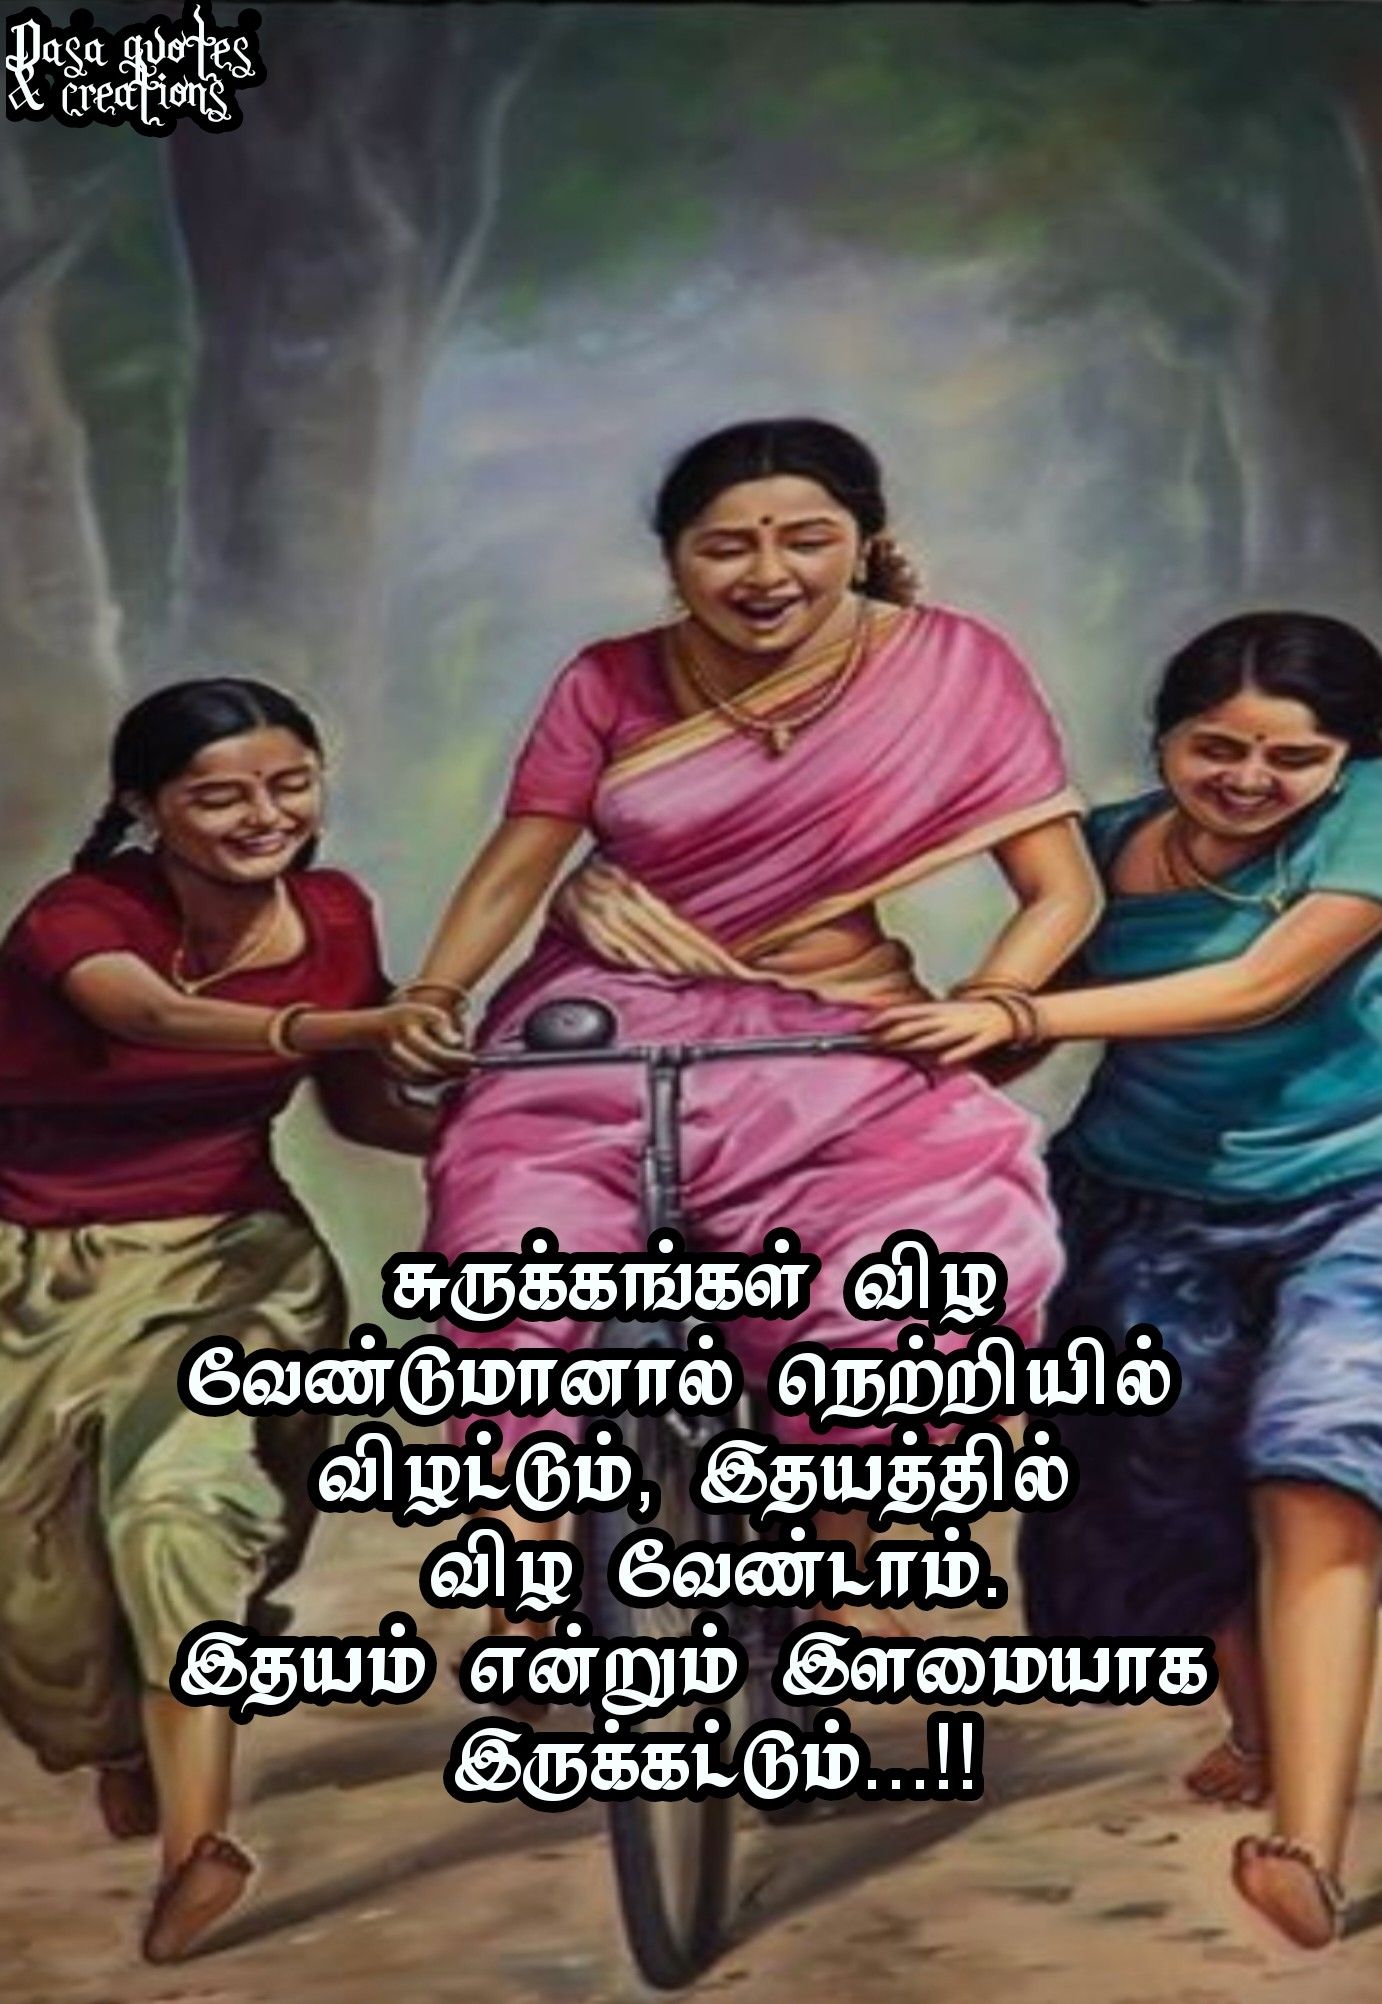 Dasa quotes
& creations
சுருக்கங்கள் விழ
வேண்டுமானால் நெற்றியில்
விழட்டும், இதயத்தில்
விழ வேண்டாம்.
இதயம் என்றும் இளமையாக
இருக்கட்டும்...!!